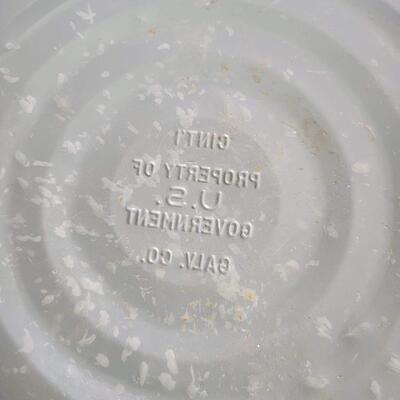 CINTI
PROPERTY OF
U.S.
GOVERNMENT
GALV. CO.